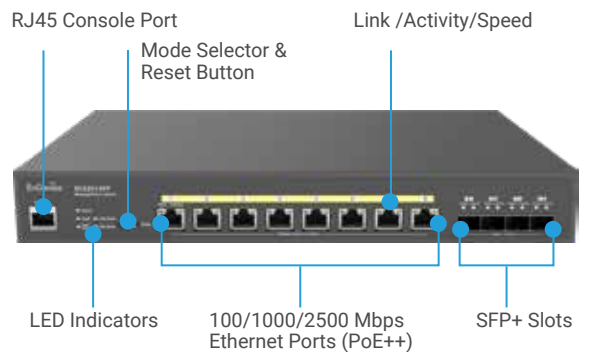 RJ45 Console Port
Mode Selector &
Reset Button
Link /Activity/Speed
EnGenius
LED Indicators
100/1000/2500 Mbps
Ethernet Ports (PoE++)
SFP+ Slots